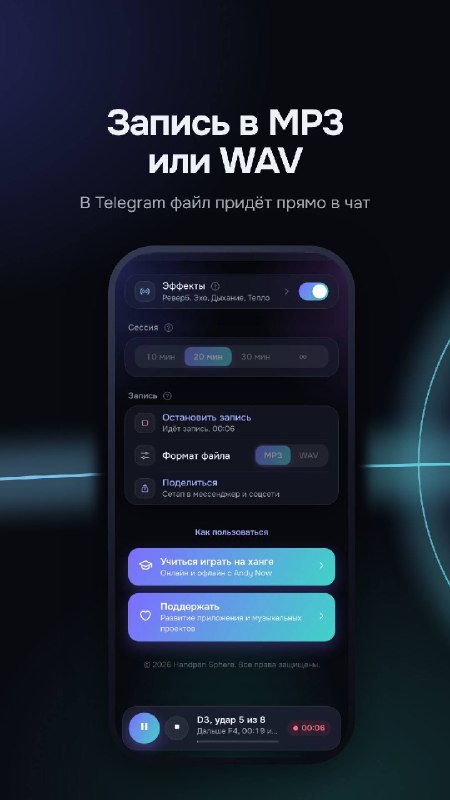 Запись в MP3
или WAV
В Telegram файл придёт прямо в чат
Эффекты
Реверб, Эхо, Дыхание, Тепло
Сессия
10 мин 20 мин 30 мин ∞
Запись
Остановить запись
Идёт запись, 00:06
Формат файла MP3 WAV
Поделиться
Сетап в мессенджер и соцсети
Как пользоваться
Учиться играть на ханге
Онлайн и офлайн с Andy Now
Поддержать
Развитие приложения и музыкальных
проектов
© 2026 Handpan Sphere. Все права защищены.
D3, удар 5 из 8
Дальше F4, 00:19 и...
00:06